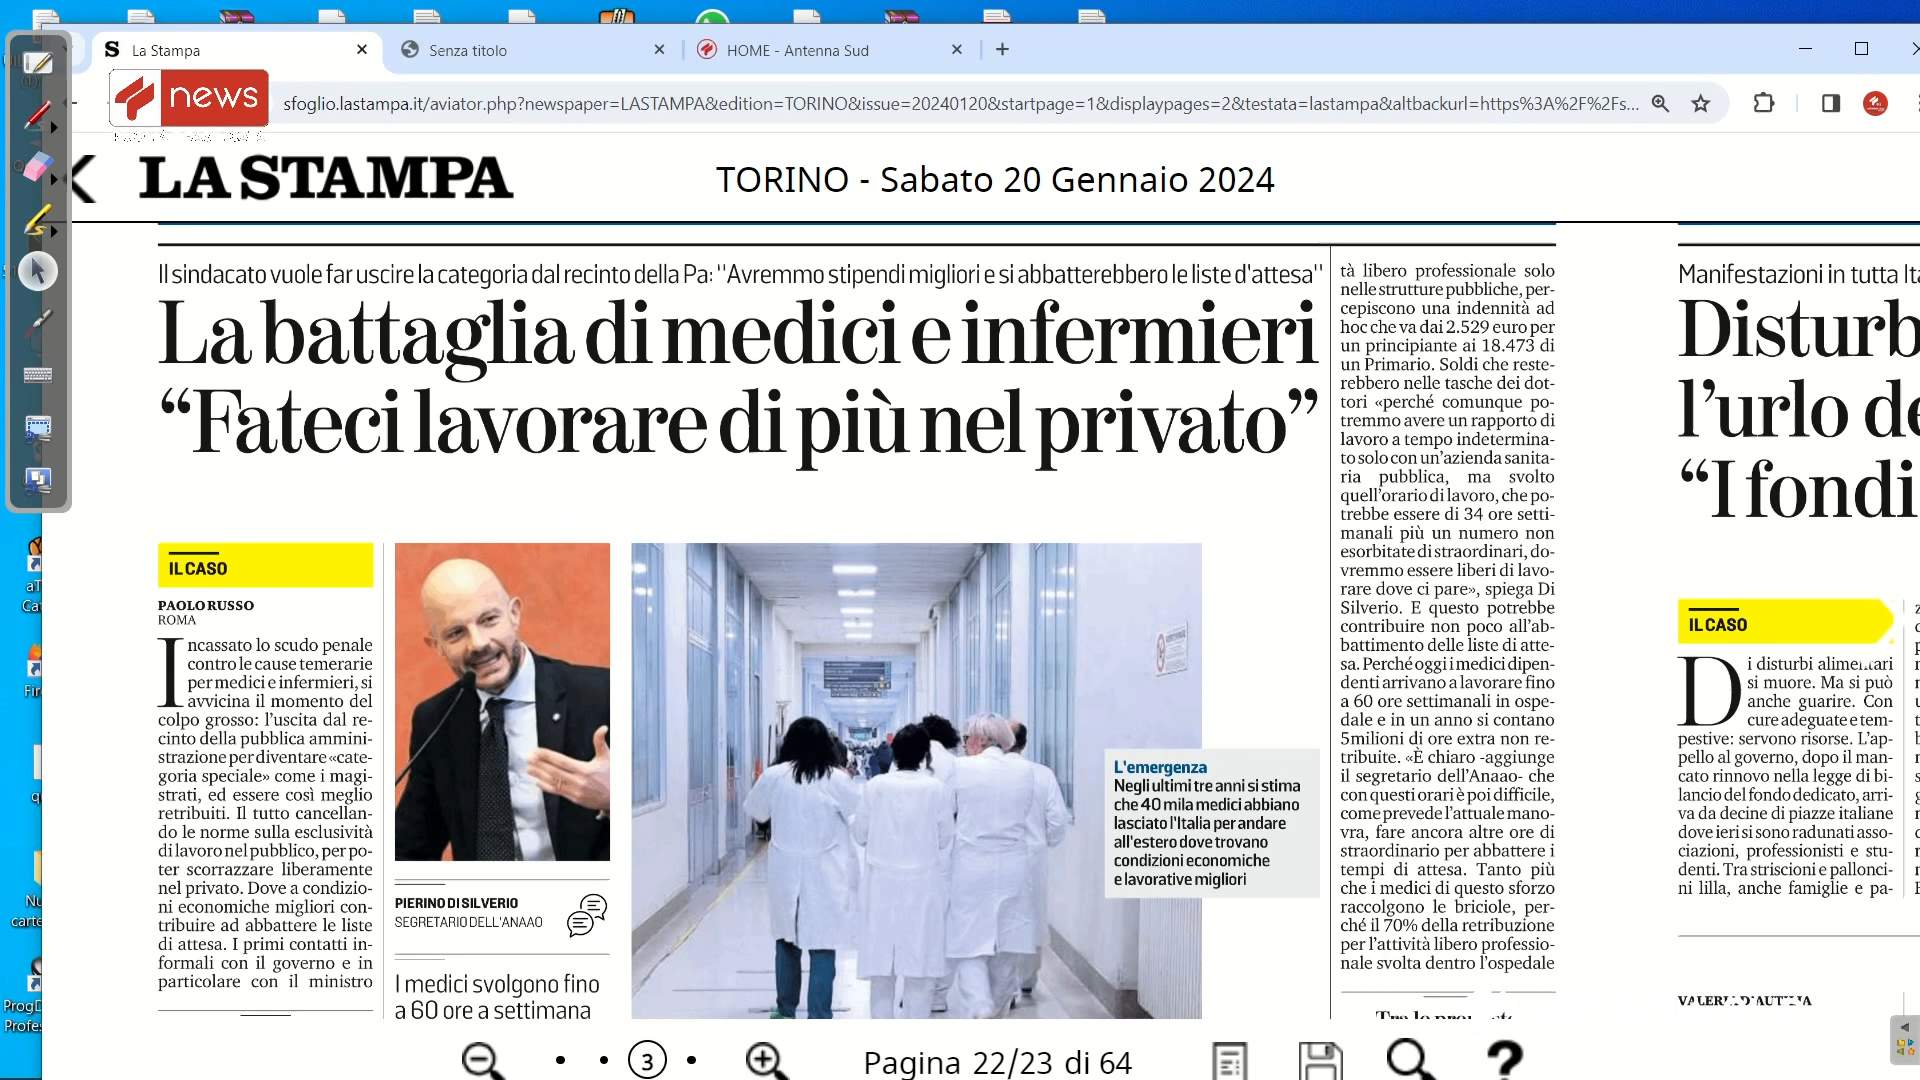 La Stampa
Senza titolo
HOME - Antenna Sud
news
sfoglio.lastampa.it/aviator.php?newspaper=LASTAMPA&edition=TORINO&issue=20240120&startpage=1&displaypages=2&testata=lastampa&altbackurl=https%3A%2F%2Fs...
LA STAMPA
TORINO - Sabato 20 Gennaio 2024
Il sindacato vuole far uscire la categoria dal recinto della Pa: "Avremmo stipendi migliori e si abbatterebbero le liste d'attesa"
La battaglia di medici e infermieri
“Fateci lavorare di più nel privato”
IL CASO
PAOLO RUSSO
ROMA
Incassato lo scudo penale
contro le cause temerarie
per medici e infermieri, si
avvicina il momento del
colpo grosso: l'uscita dal re-
cinto della pubblica ammini-
strazione per diventare «cate-
goria speciale» come i magi-
strati, ed essere così meglio
retribuiti. Il tutto cancellan-
do le norme sulla esclusività
di lavoro nel pubblico, per po-
ter scorrazzare liberamente
nel privato. Dove a condizio-
ni economiche migliori con-
tribuire ad abbattere le liste
di attesa. I primi contatti in-
formali con il governo e in
particolare con il ministro
PIERINO DI SILVERIO
SEGRETARIO DELL'ANAAO
I medici svolgono fino
a 60 ore a settimana
L'emergenza
Negli ultimi tre anni si stima
che 40 mila medici abbiano
lasciato l'Italia per andare
all'estero dove trovano
condizioni economiche
e lavorative migliori
tà libero professionale solo
nelle strutture pubbliche, per-
cepiscono una indennità ad
hoc che va dai 2.529 euro per
un principiante ai 18.473 di
un Primario. Soldi che reste-
rebbero nelle tasche dei dot-
tori «perché comunque po-
tremmo avere un rapporto di
lavoro a tempo indetermina-
to solo con un'azienda sanita-
ria pubblica, ma svolto
quell'orario di lavoro, che po-
trebbe essere di 34 ore setti-
manali più un numero non
esorbitate di straordinari, do-
vremmo essere liberi di lavo-
rare dove ci pare», spiega Di
Silverio. E questo potrebbe
contribuire non poco all'ab-
battimento delle liste di atte-
sa. Perché oggi i medici dipen-
denti arrivano a lavorare fino
a 60 ore settimanali in ospe-
dale e in un anno si contano
5milioni di ore extra non re-
tribuite. «È chiaro -aggiunge
il segretario dell'Anaao- che
con questi orari è poi difficile,
come prevede l'attuale mano-
vra, fare ancora altre ore di
straordinario per abbattere i
tempi di attesa. Tanto più
che i medici di questo sforzo
raccolgono le briciole, per-
ché il 70% della retribuzione
per l'attività libero professio-
nale svolta dentro l'ospedale
Manifestazioni in tutta Ita
Disturb
l'urlo de
“I fondi
IL CASO
Di disturbi alimentari
si muore. Ma si può
anche guarire. Con
cure adeguate e tem-
pestive: servono risorse. L'ap-
pello al governo, dopo il man-
cato rinnovo nella legge di bi-
lancio del fondo dedicato, arri-
va da decine di piazze italiane
dove ieri si sono radunati asso-
ciazioni, professionisti e stu-
denti. Tra striscioni e pallonci-
ni lilla, anche famiglie e pa-
3
Pagina 22/23 di 64